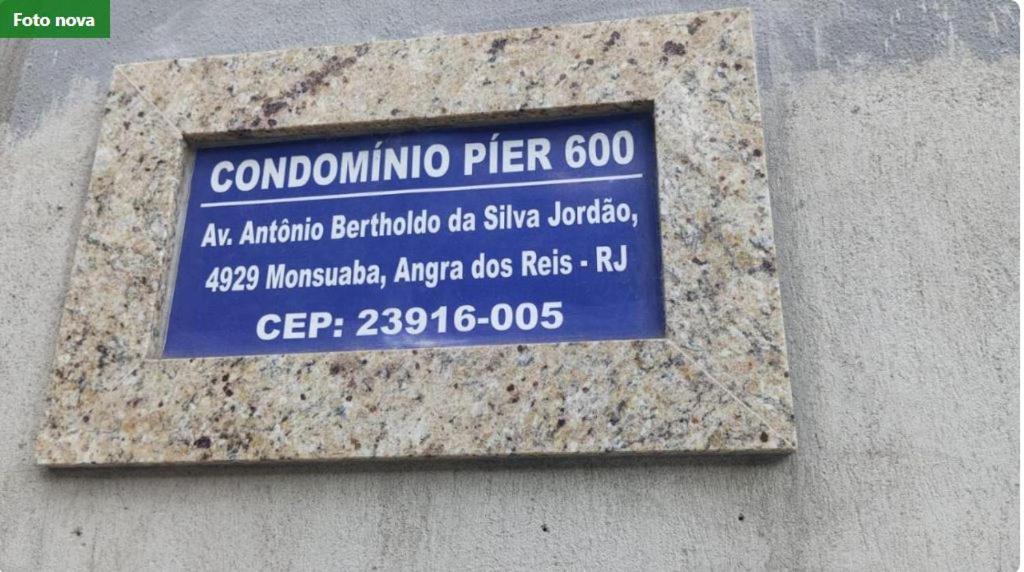 Foto nova
CONDOMÍNIO PÍER 600
Av. Antônio Bertholdo da Silva Jordão,
4929 Monsuaba, Angra dos Reis - RJ
CEP: 23916-005